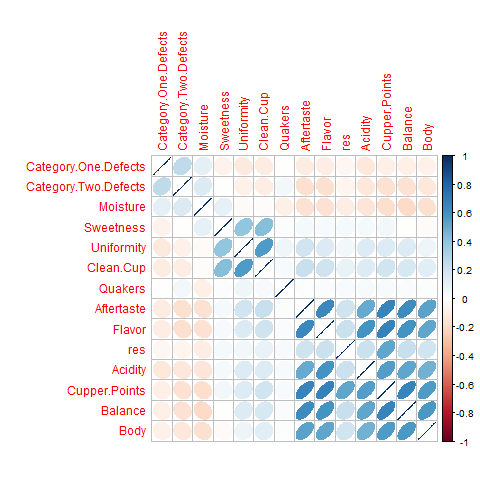 Category.One.Defects
Category.Two.Defects
Moisture
Sweetness
Uniformity
Clean.Cup
Quakers
Aftertaste
Flavor
res
Acidity
Cupper.Points
Balance
Body
Category.One.Defects
Category.Two.Defects
Moisture
Sweetness
Uniformity
Clean.Cup
Quakers
Aftertaste
Flavor
res
Acidity
Cupper.Points
Balance
Body
1
0.8
0.6
0.4
0.2
0
-0.2
-0.4
-0.6
-0.8
-1